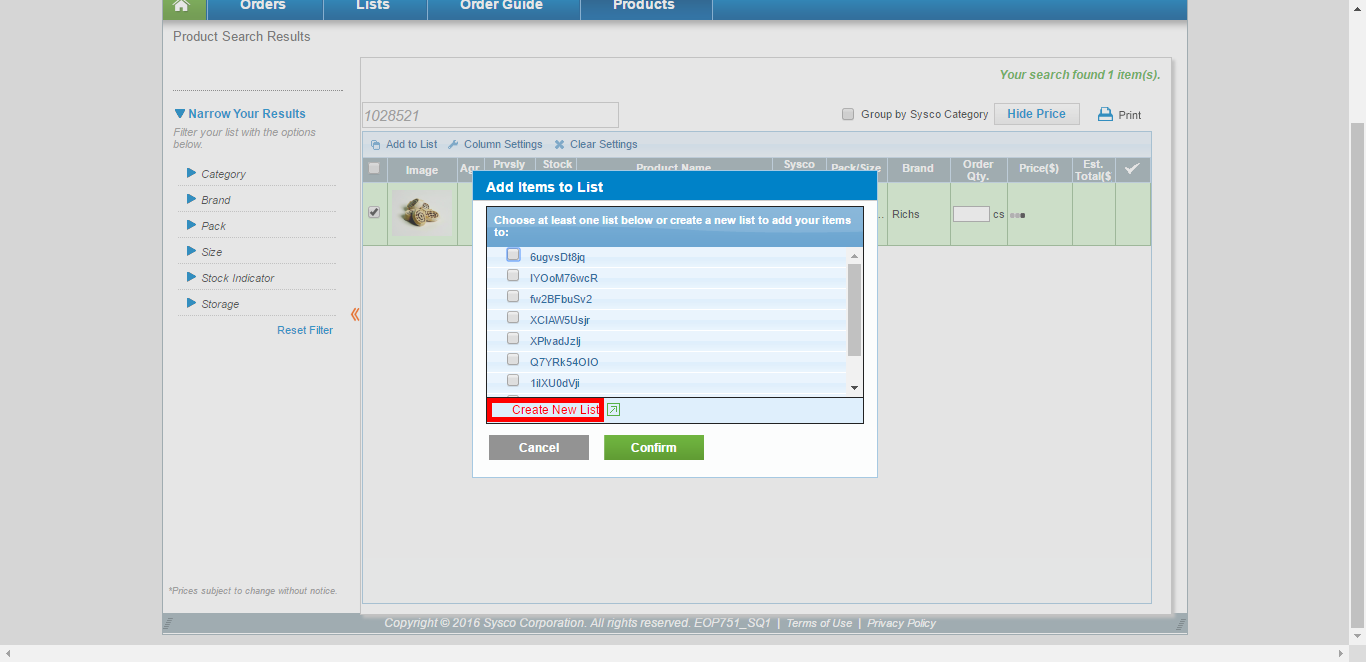 Orders Lists Order Guide Products
Product Search Results
Your search found 1 item(s).
Narrow Your Results
Filter your list with the options
below.
Category
Brand
Pack
Size
Stock Indicator
Storage
Reset Filter
*Prices subject to change without notice.
1028521
Group by Sysco Category Hide Price Print
Add to List Column Settings Clear Settings
Image Agr Prvsly Stock Product Name Sysco Pack/Size Brand Order Qty. Price($) Est. Total($
Richs cs
Add Items to List
Choose at least one list below or create a new list to add your items
to:
6ugvsDt8jq
IYOoM76wcR
fw2BFbuSv2
XCIAW5Usjr
XPlvadJzlj
Q7YRk54OIO
1iIXU0dVji
Create New List
Cancel Confirm
Copyright © 2016 Sysco Corporation. All rights reserved. EOP751_SQ1 | Terms of Use | Privacy Policy